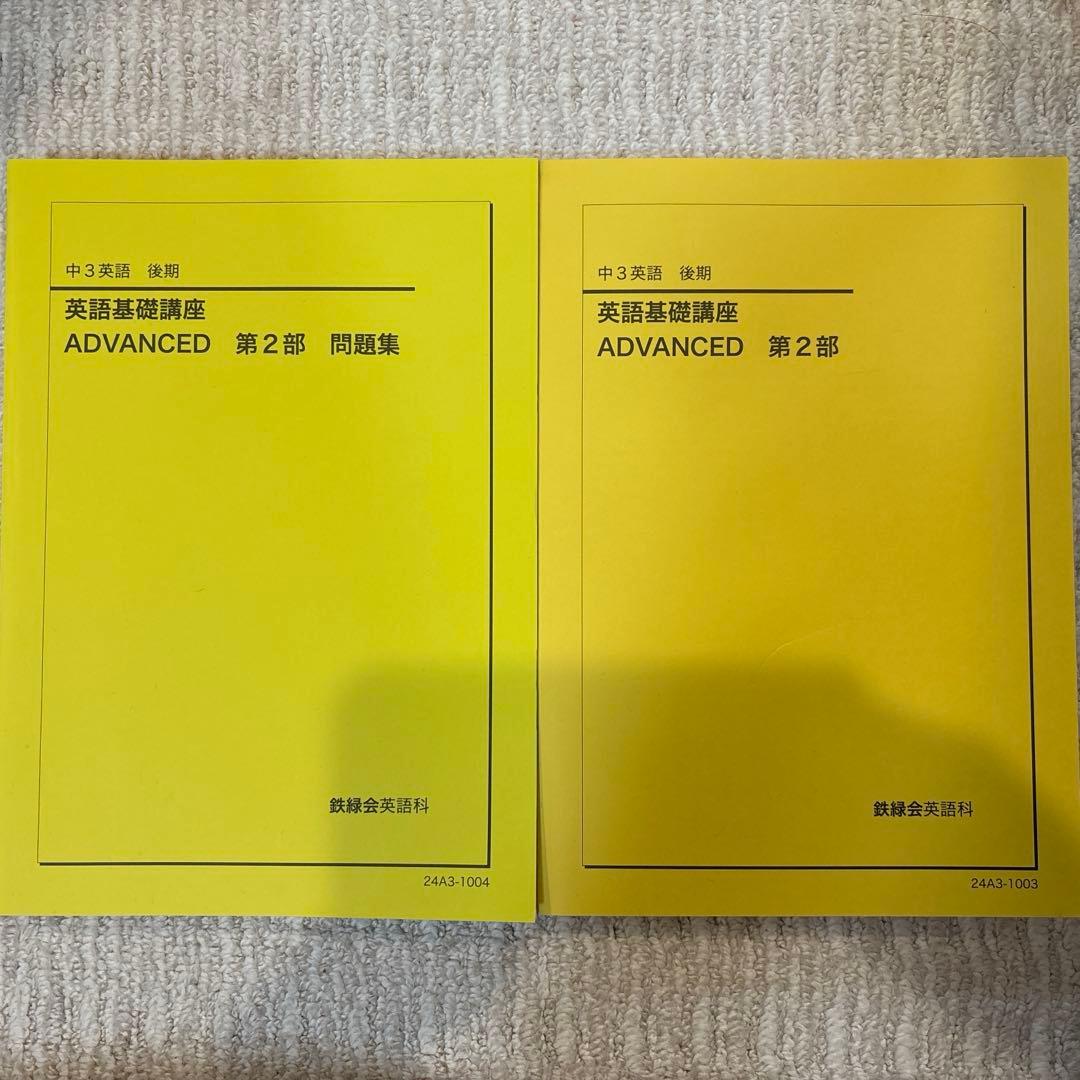 中3英語 後期
英語基礎講座
ADVANCED 第2部 問題集
鉄緑会英語科
24A3-1004
中3英語 後期
英語基礎講座
ADVANCED 第2部
鉄緑会英語科
24A3-1003